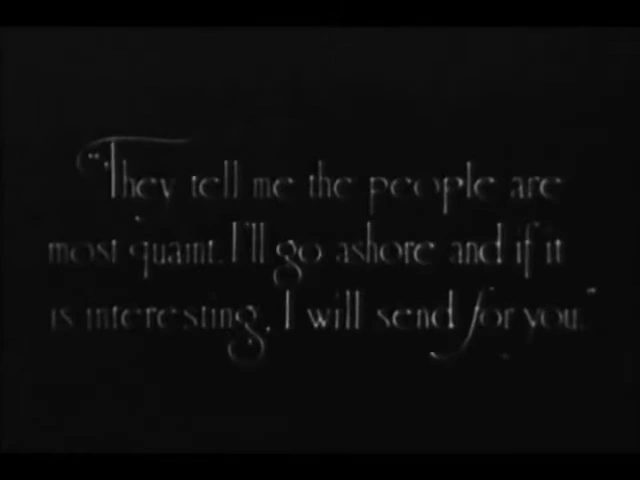 "They tell me the people are
most quaint. I'll go ashore and if it
is interesting, I will send for you."